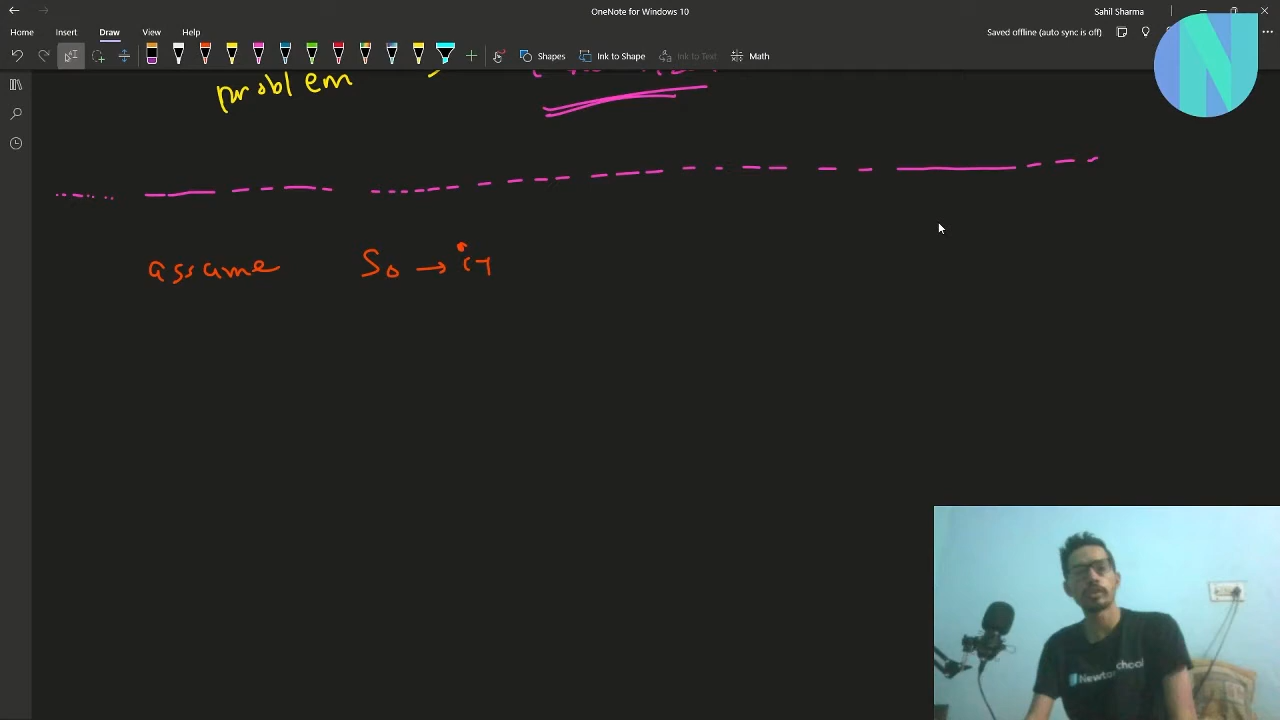 OneNote for Windows 10
Sahil Sharma
Home Insert Draw View Help
Saved offline (auto sync is off)
Shapes Ink to Shape Ink to Text Math
problem
assume S0 →